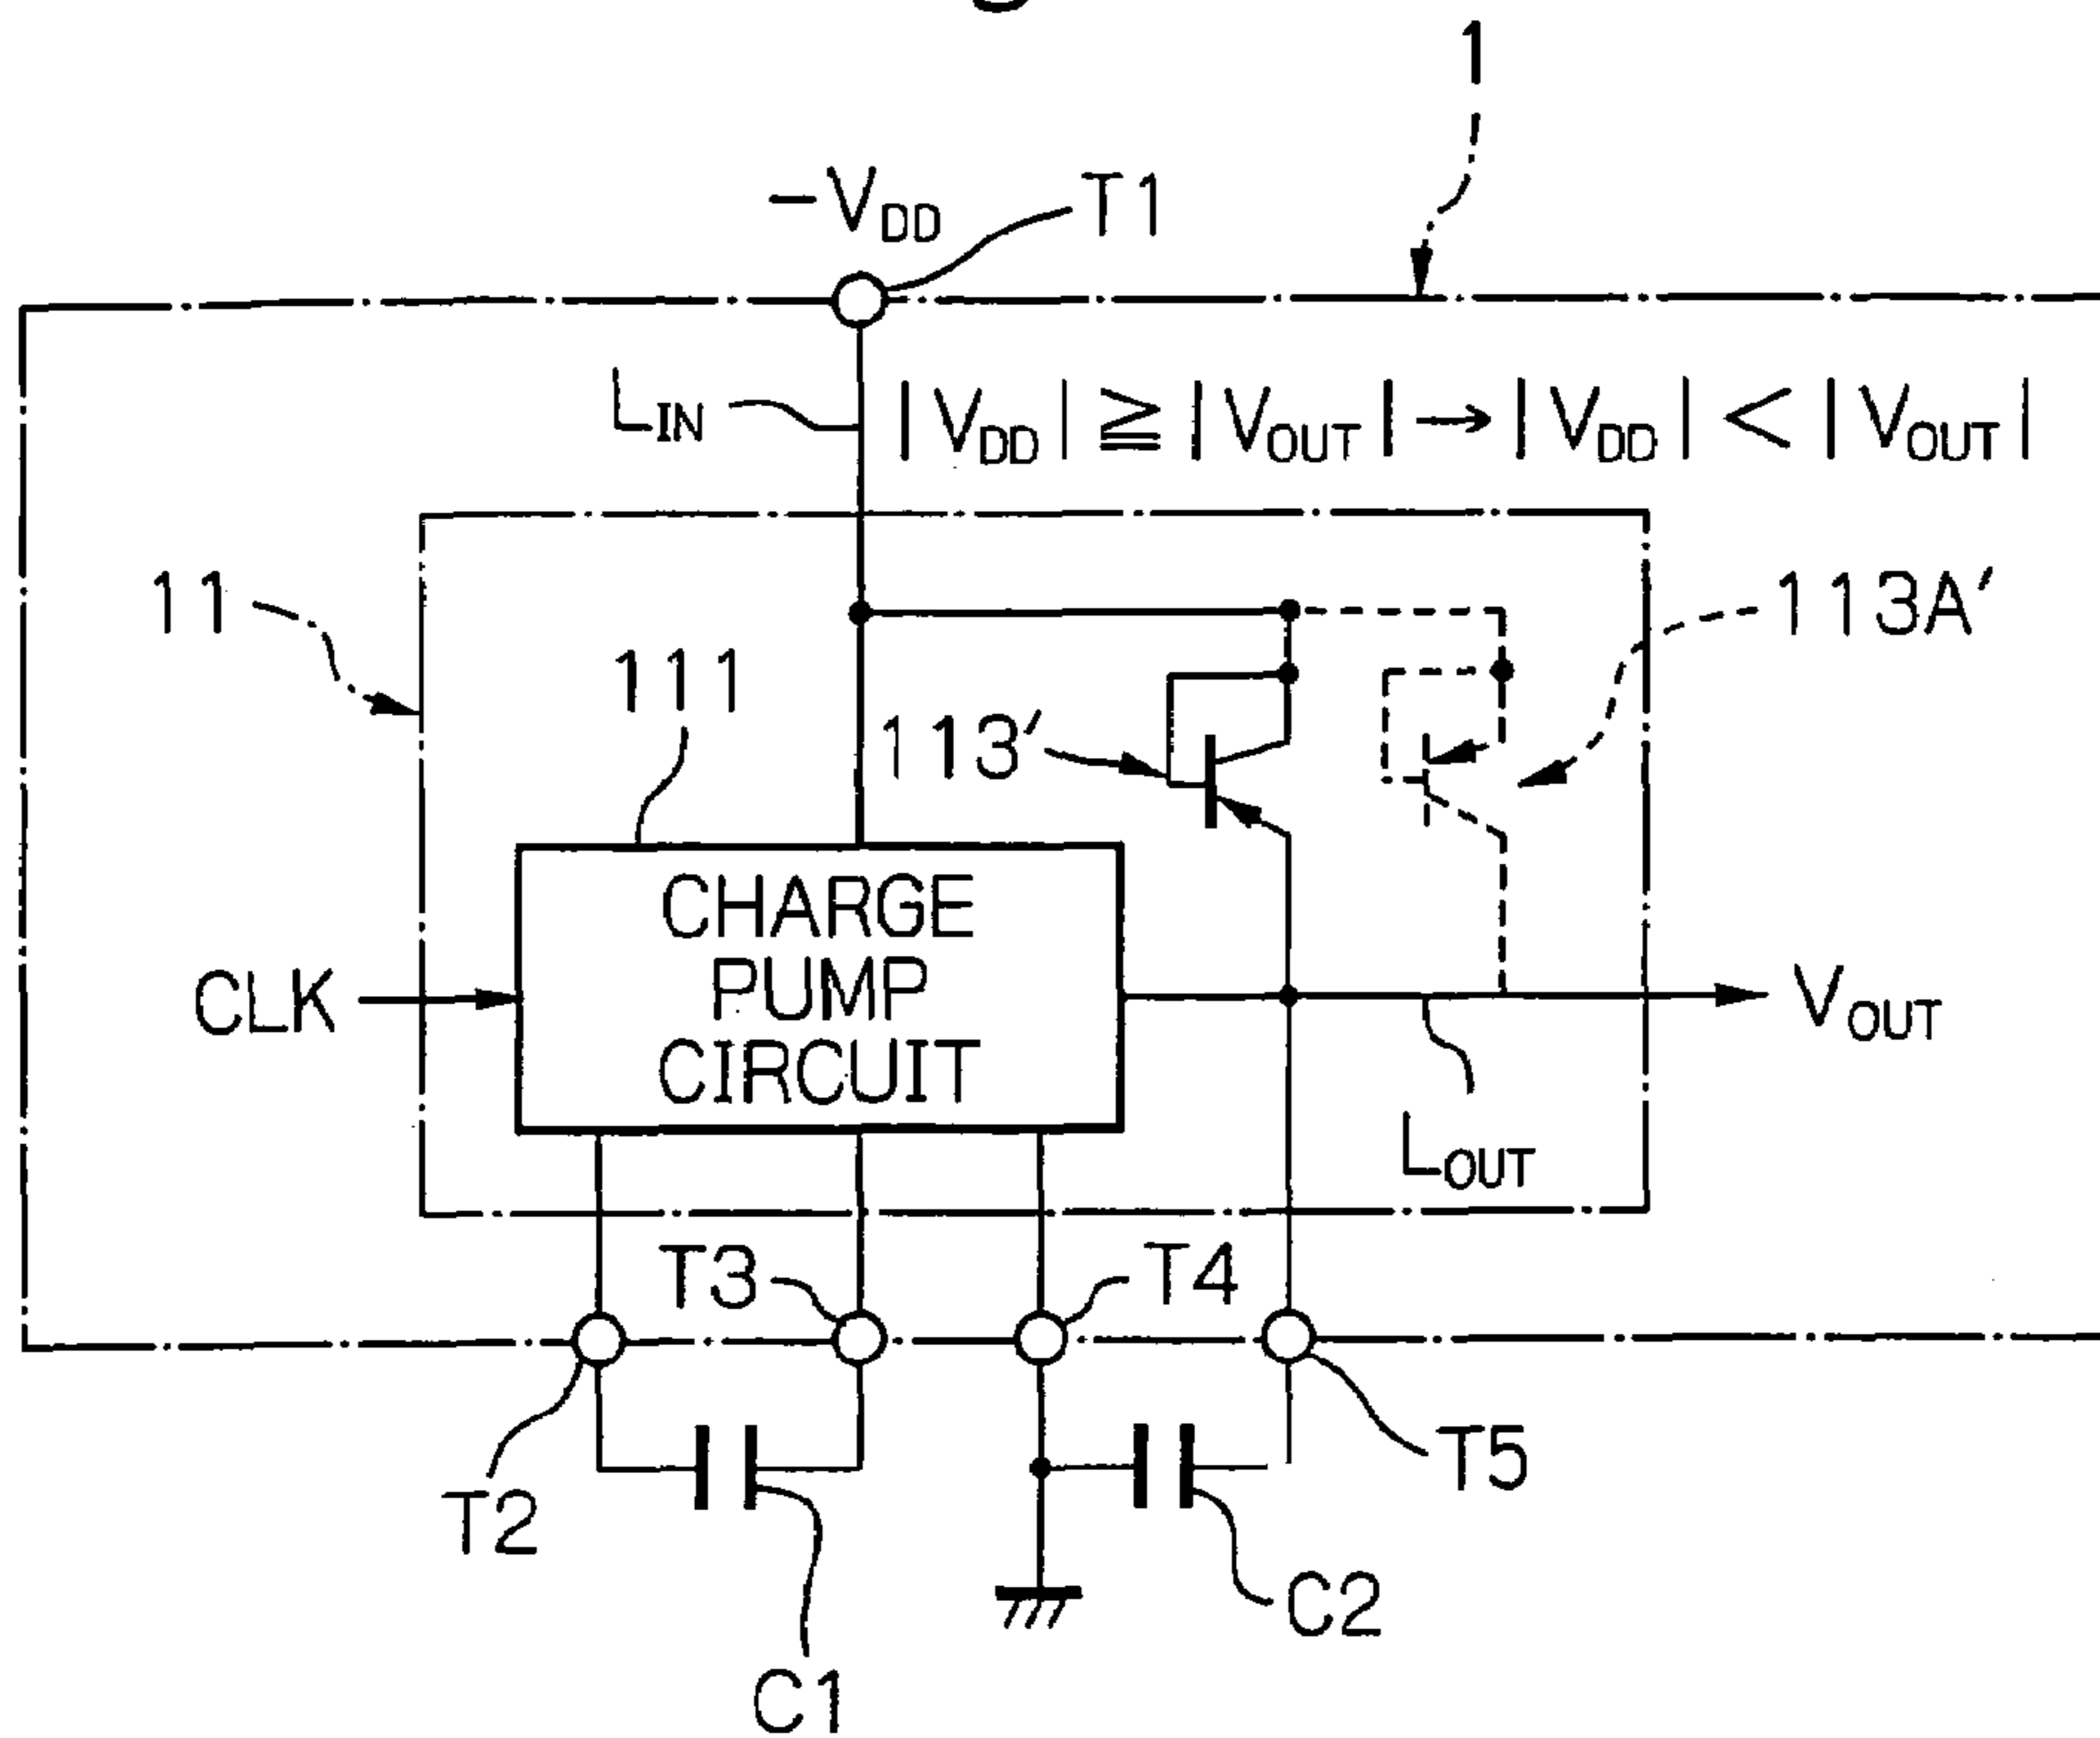 1
−V_DD
T1
L_IN
|V_DD| ≧ |V_OUT| → |V_DD| < |V_OUT|
11
111
113′
113A′
CHARGE
PUMP
CIRCUIT
CLK
V_OUT
L_OUT
T3
T4
T2
T5
C1
C2